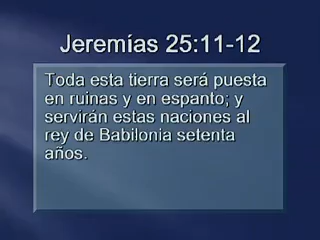 Jeremías 25:11-12
Toda esta tierra será puesta
en ruinas y en espanto; y
servirán estas naciones al
rey de Babilonia setenta
años.